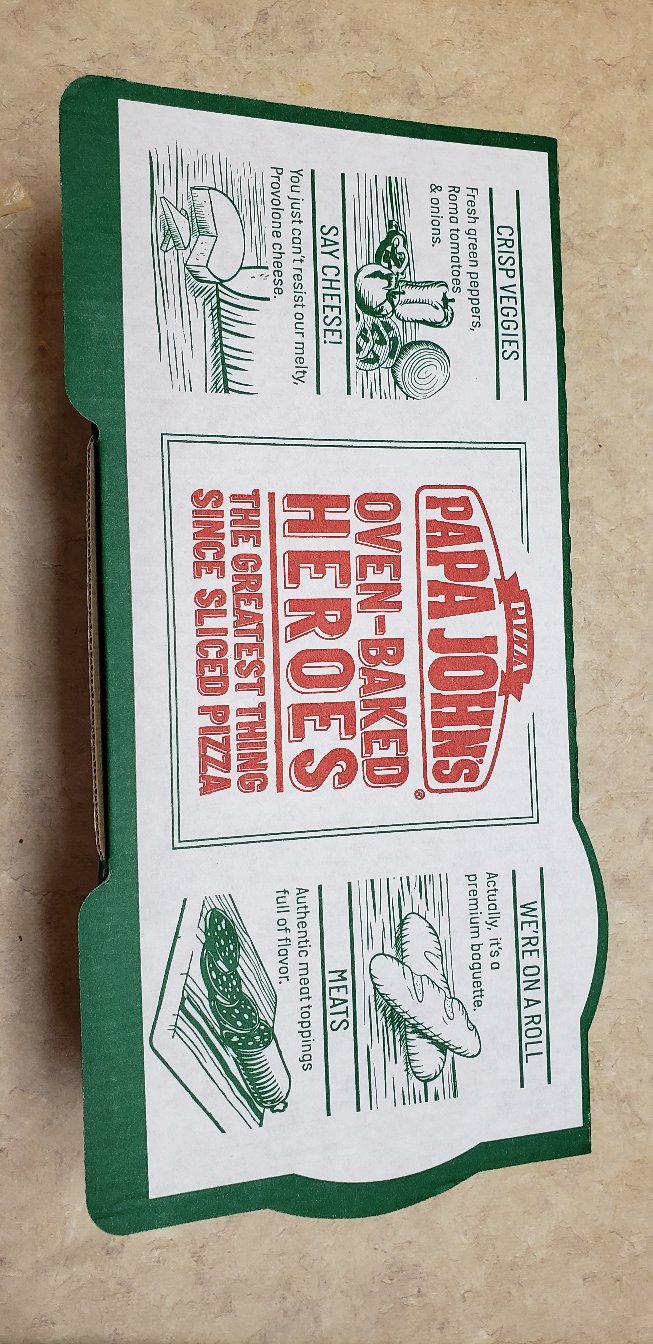 CRISP VEGGIES
Fresh green peppers,
Roma tomatoes
& onions.
SAY CHEESE!
You just can't resist our melty,
Provolone cheese.
PIZZA
PAPA JOHN'S
OVEN-BAKED
HEROES
THE GREATEST THING
SINCE SLICED PIZZA
WE'RE ON A ROLL
Actually, it's a
premium baguette.
MEATS
Authentic meat toppings
full of flavor.